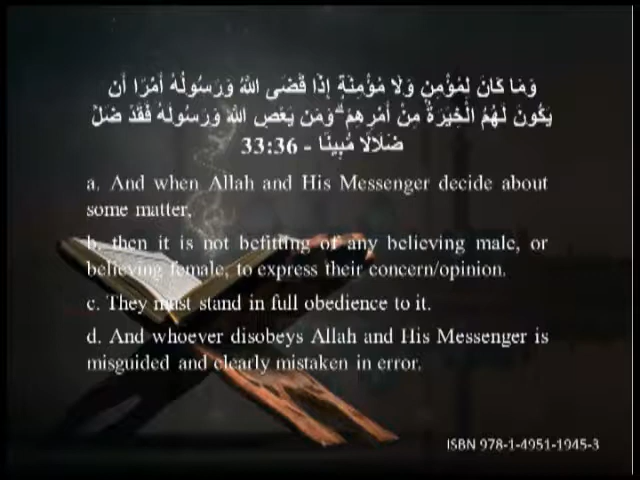 وَمَا كَانَ لِمُؤْمِنٍ وَلَا مُؤْمِنَةٍ إِذَا قَضَى اللَّهُ وَرَسُولُهُ أَمْرًا أَن
يَكُونَ لَهُمُ الْخِيَرَةُ مِنْ أَمْرِهِمْ ۗ وَمَن يَعْصِ اللَّهَ وَرَسُولَهُ فَقَدْ ضَلَّ
ضَلَالًا مُّبِينًا - 33:36
a. And when Allah and His Messenger decide about
some matter,
b. then it is not befitting of any believing male, or
believing female, to express their concern/opinion.
c. They must stand in full obedience to it.
d. And whoever disobeys Allah and His Messenger is
misguided and clearly mistaken in error.
ISBN 978-1-4951-1945-3